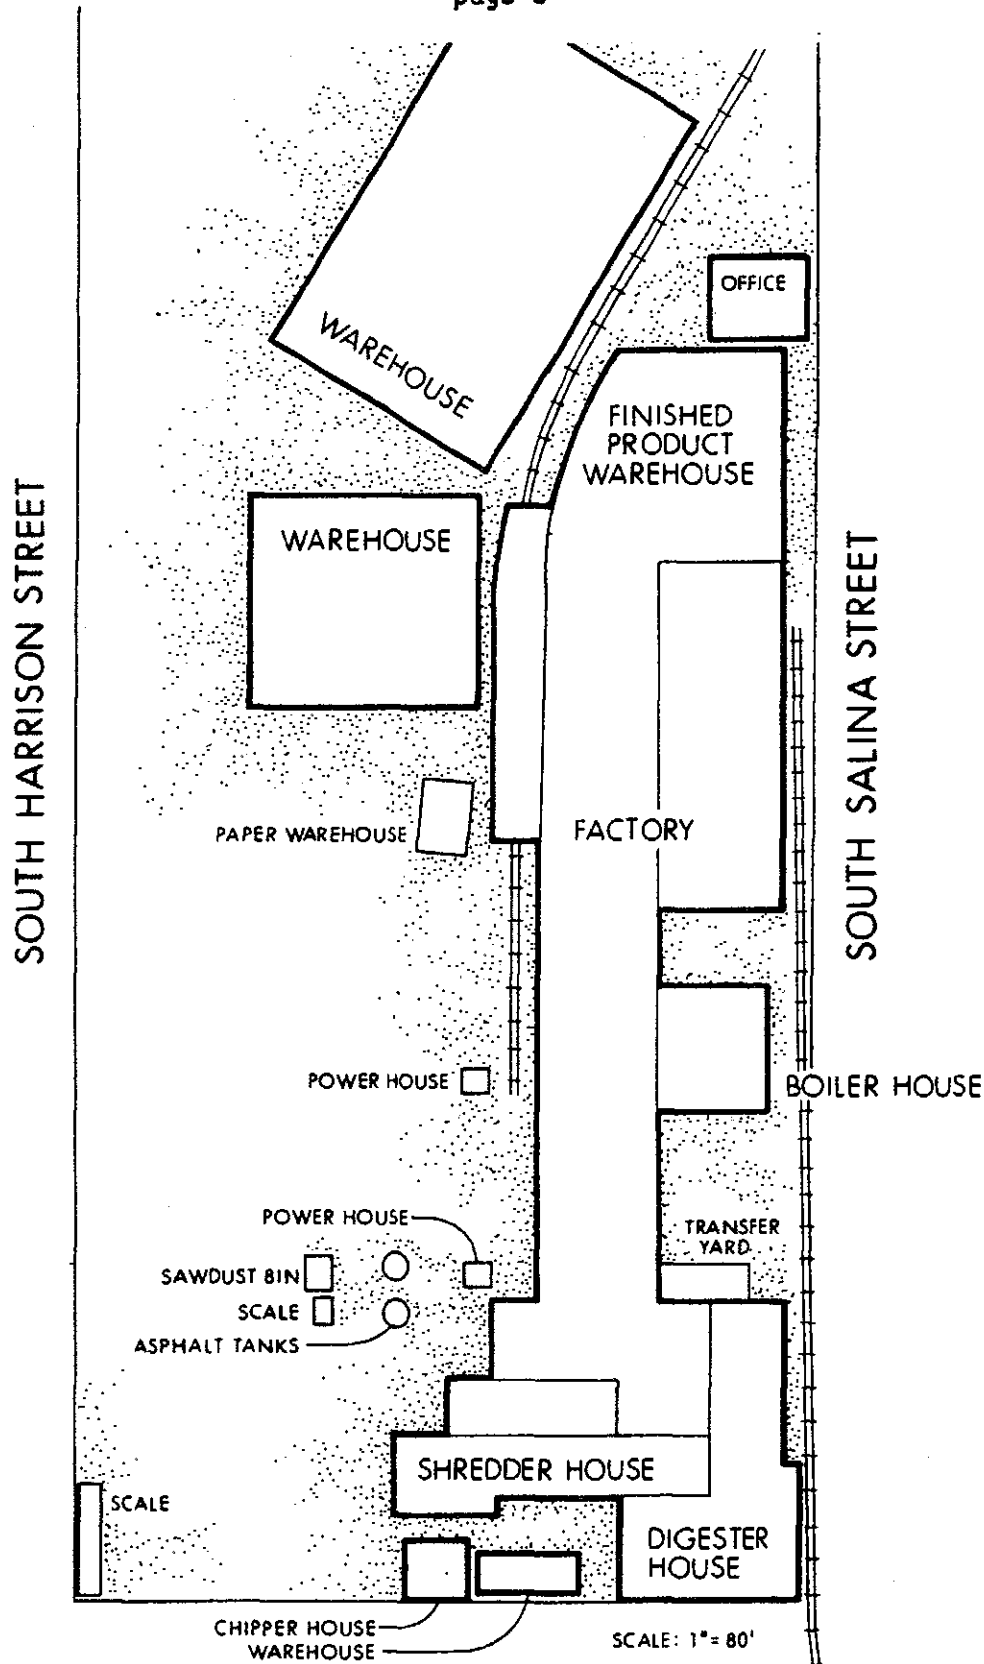 OFFICE
WAREHOUSE
FINISHED
PRODUCT
WAREHOUSE
WAREHOUSE
SOUTH HARRISON STREET
SOUTH SALINA STREET
PAPER WAREHOUSE
FACTORY
POWER HOUSE
BOILER HOUSE
POWER HOUSE
TRANSFER
YARD
SAWDUST BIN
SCALE
ASPHALT TANKS
SHREDDER HOUSE
SCALE
DIGESTER
HOUSE
CHIPPER HOUSE
WAREHOUSE
SCALE: 1"= 80'